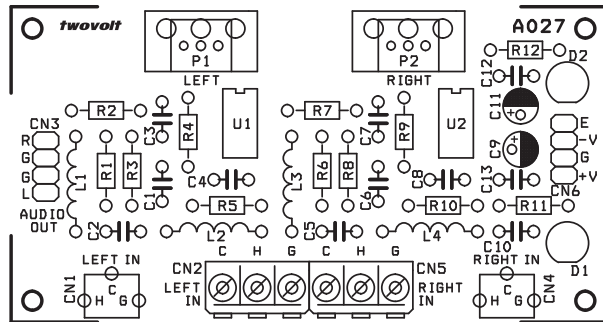 twovolt
A027
P1
LEFT
P2
RIGHT
R12
D2
C12
C11
+
CN3
R2
C3
R4
U1
R7
C7
R9
U2
R
G
G
L
L1
R1
R3
C1
C4
L3
R6
R8
C6
C8
C9
+
C13
E
-V
G
+V
CN6
AUDIO
OUT
C2
R5
L2
C5
R10
L4
R11
C10
D1
LEFT IN
CN1
H
C
G
CN2
LEFT
IN
C
H
G
C
H
G
CN5
RIGHT
IN
RIGHT IN
H
C
G
CN4